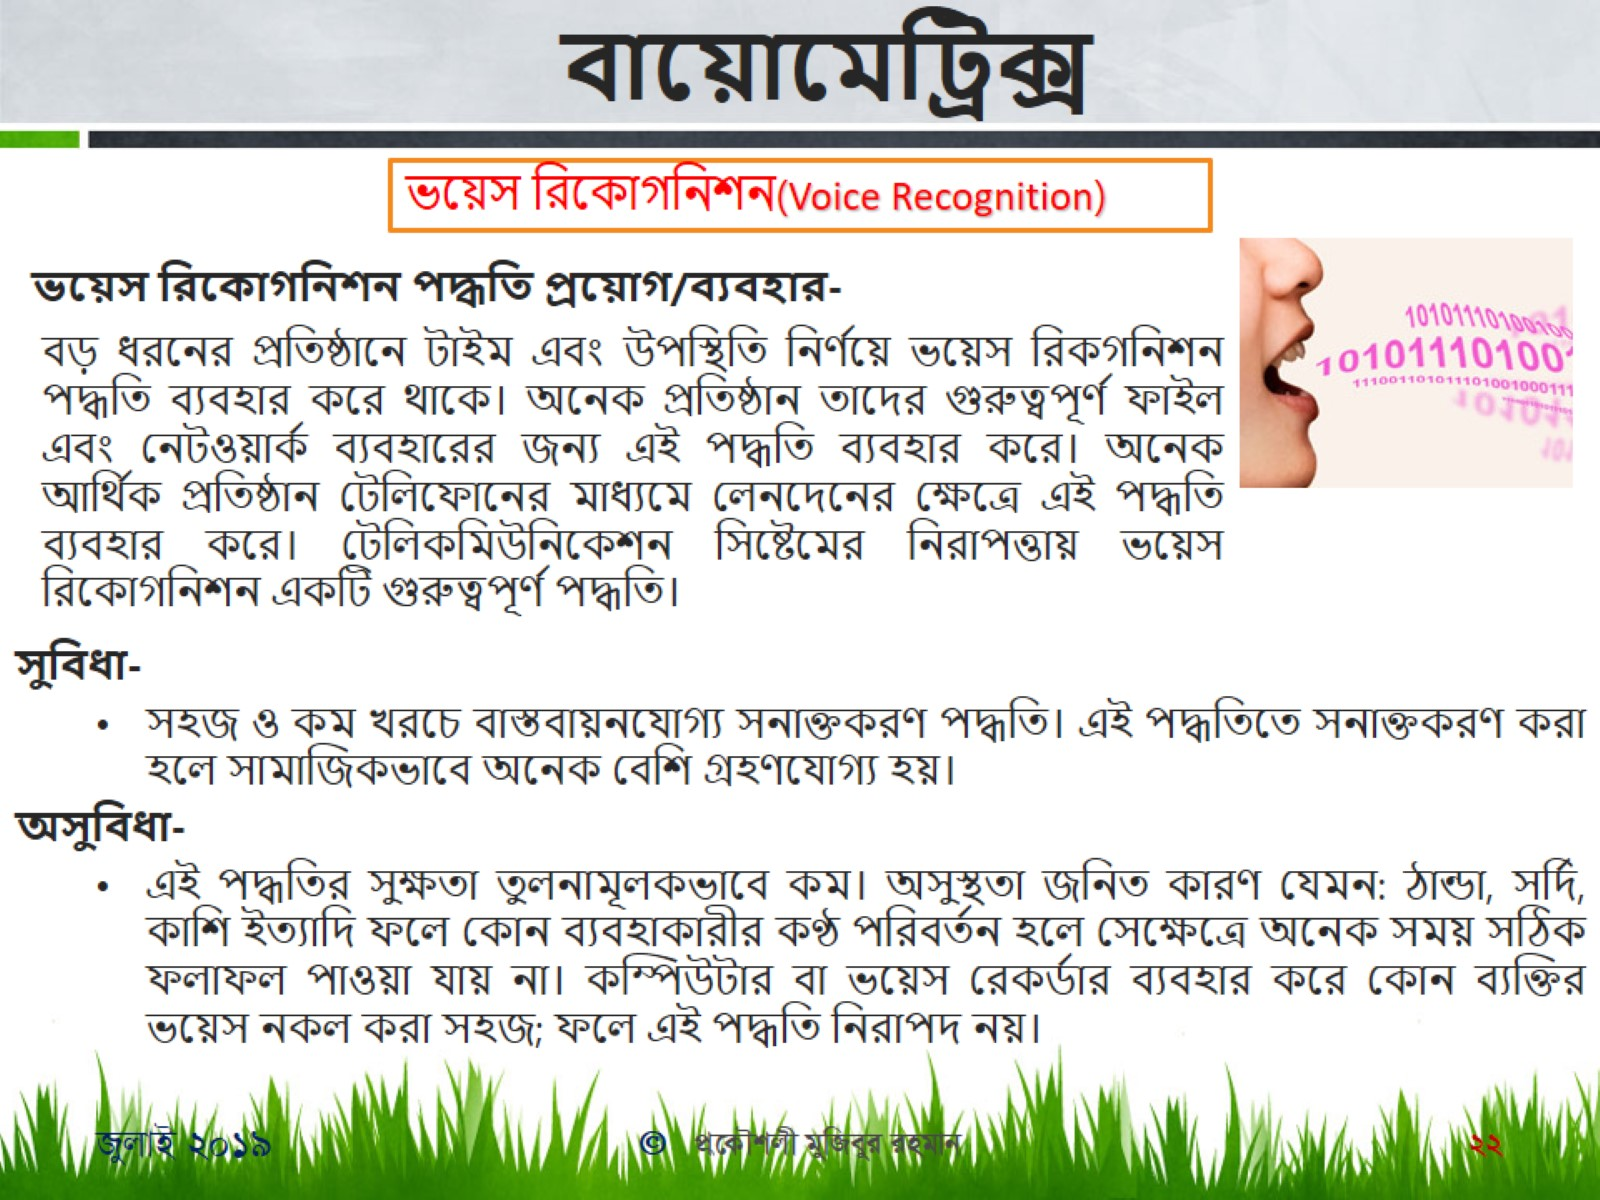 বায়োমেট্রিক্স
ভয়েস রিকোগনিশন(Voice Recognition)
ভয়েস রিকোগনিশন পদ্ধতি প্রয়োগ/ব্যবহার-
বড় ধরনের প্রতিষ্ঠানে টাইম এবং উপস্থিতি নির্ণয়ে ভয়েস রিকগনিশন
পদ্ধতি ব্যবহার করে থাকে। অনেক প্রতিষ্ঠান তাদের গুরুত্বপূর্ণ ফাইল
এবং নেটওয়ার্ক ব্যবহারের জন্য এই পদ্ধতি ব্যবহার করে। অনেক
আর্থিক প্রতিষ্ঠান টেলিফোনের মাধ্যমে লেনদেনের ক্ষেত্রে এই পদ্ধতি
ব্যবহার করে। টেলিকমিউনিকেশন সিষ্টেমের নিরাপত্তায় ভয়েস
রিকোগনিশন একটি গুরুত্বপূর্ণ পদ্ধতি।
10101110100100
10101110100
111001101011101001000111
সুবিধা-
• সহজ ও কম খরচে বাস্তবায়নযোগ্য সনাক্তকরণ পদ্ধতি। এই পদ্ধতিতে সনাক্তকরণ করা
হলে সামাজিকভাবে অনেক বেশি গ্রহণযোগ্য হয়।
অসুবিধা-
• এই পদ্ধতির সুক্ষতা তুলনামূলকভাবে কম। অসুস্থতা জনিত কারণ যেমন: ঠান্ডা, সর্দি,
কাশি ইত্যাদি ফলে কোন ব্যবহাকারীর কণ্ঠ পরিবর্তন হলে সেক্ষেত্রে অনেক সময় সঠিক
ফলাফল পাওয়া যায় না। কম্পিউটার বা ভয়েস রেকর্ডার ব্যবহার করে কোন ব্যক্তির
ভয়েস নকল করা সহজ; ফলে এই পদ্ধতি নিরাপদ নয়।
জুলাই ২০১৯
© প্রকৌশলী মুজিবুর রহমান
২২